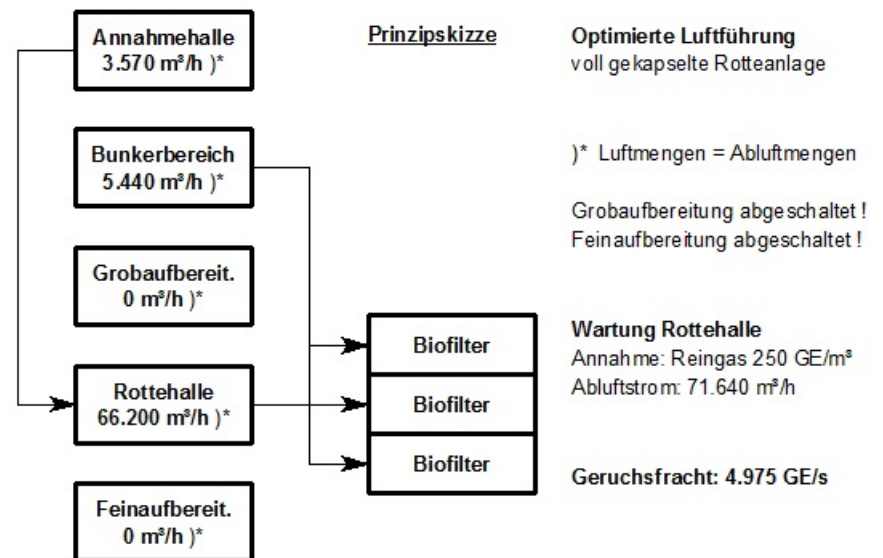 Annahmehalle
3.570 m³/h )*
Bunkerbereich
5.440 m³/h )*
Grobaufbereit.
0 m³/h )*
Rottehalle
66.200 m³/h )*
Feinaufbereit.
0 m³/h )*
Prinzipskizze
Biofilter
Biofilter
Biofilter
Optimierte Luftführung
voll gekapselte Rotteanlage
)* Luftmengen = Abluftmengen
Grobaufbereitung abgeschaltet !
Feinaufbereitung abgeschaltet !
Wartung Rottehalle
Annahme: Reingas 250 GE/m³
Abluftstrom: 71.640 m³/h
Geruchsfracht: 4.975 GE/s